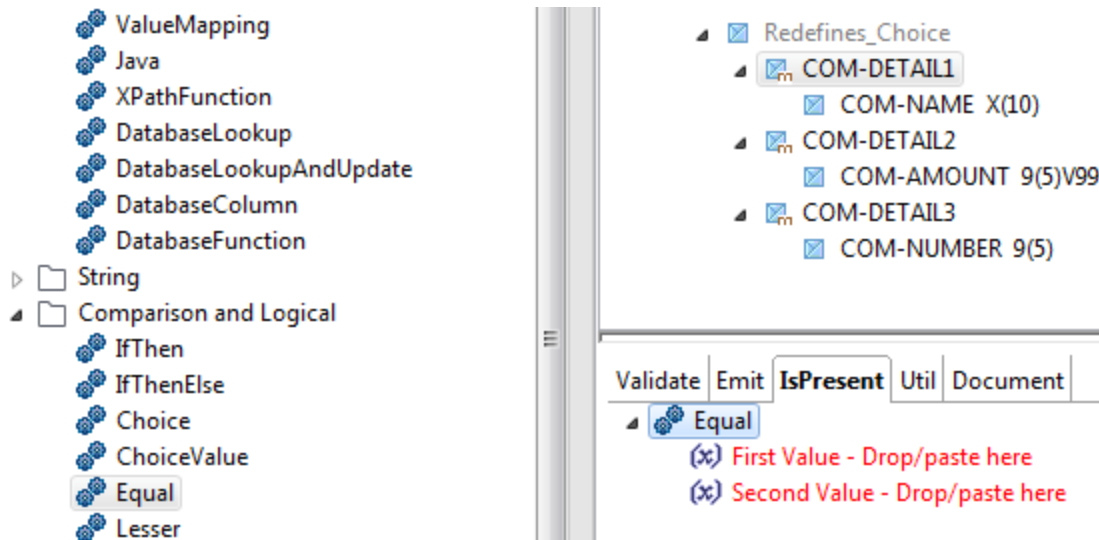 ValueMapping
Java
XPathFunction
DatabaseLookup
DatabaseLookupAndUpdate
DatabaseColumn
DatabaseFunction
String
Comparison and Logical
IfThen
IfThenElse
Choice
ChoiceValue
Equal
Lesser
Redefines_Choice
COM-DETAIL1
COM-NAME X(10)
COM-DETAIL2
COM-AMOUNT 9(5)V99
COM-DETAIL3
COM-NUMBER 9(5)
Validate Emit IsPresent Util Document
Equal
(x) First Value - Drop/paste here
(x) Second Value - Drop/paste here